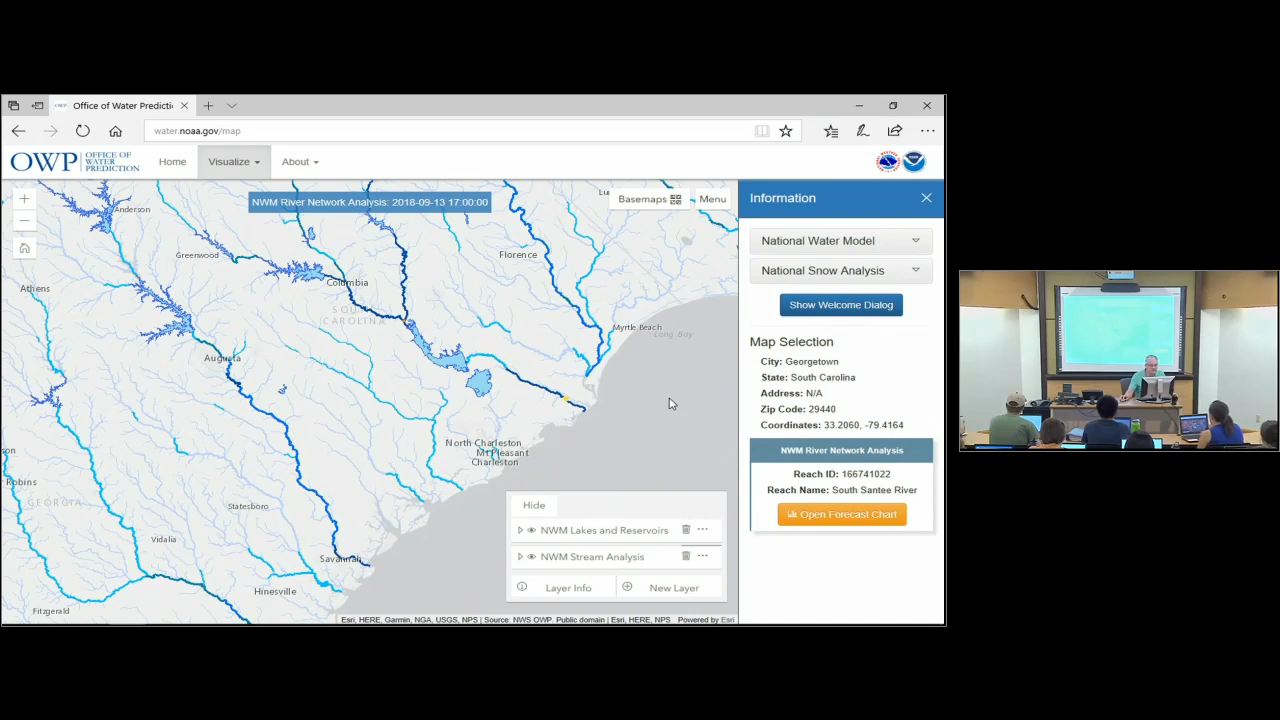 Office of Water Predicti
water.noaa.gov/map
OWP OFFICE OF WATER PREDICTION
Home
Visualize
About
NWM River Network Analysis: 2018-09-13 17:00:00
Basemaps
Menu
Anderson
Greenwood
Florence
Columbia
Athens
SOUTH CAROLINA
Myrtle Beach
Long Bay
Augusta
North Charleston
Mt Pleasant
Charleston
Robins
GEORGIA
Statesboro
Vidalia
Savannah
Hinesville
Fitzgerald
Hide
NWM Lakes and Reservoirs
NWM Stream Analysis
Layer Info
New Layer
Esri, HERE, Garmin, NGA, USGS, NPS | Source: NWS OWP, Public domain | Esri, HERE, NPS
Powered by Esri
Information
National Water Model
National Snow Analysis
Show Welcome Dialog
Map Selection
City: Georgetown
State: South Carolina
Address: N/A
Zip Code: 29440
Coordinates: 33.2060, -79.4164
NWM River Network Analysis
Reach ID: 166741022
Reach Name: South Santee River
Open Forecast Chart